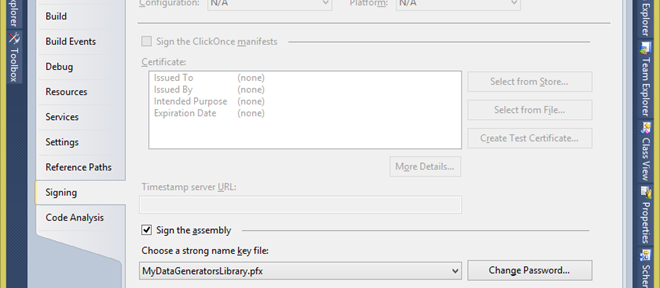 Configuration: N/A Platform: N/A
Explorer
Toolbox
Build
Build Events
Debug
Resources
Services
Settings
Reference Paths
Signing
Code Analysis
Sign the ClickOnce manifests
Certificate:
Issued To (none)
Issued By (none)
Intended Purpose (none)
Expiration Date (none)
Select from Store...
Select from File...
Create Test Certificate...
More Details...
Timestamp server URL:
Sign the assembly
Choose a strong name key file:
MyDataGeneratorsLibrary.pfx
Change Password...
Explorer
Team Explorer
Class View
Properties